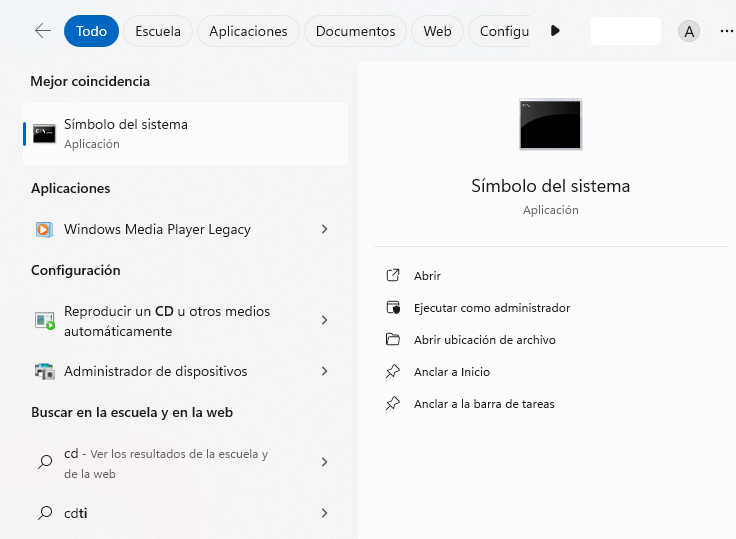 Todo Escuela Aplicaciones Documentos Web Configu A
Mejor coincidencia
Símbolo del sistema
Aplicación
Aplicaciones
Windows Media Player Legacy
Configuración
Reproducir un CD u otros medios
automáticamente
Administrador de dispositivos
Buscar en la escuela y en la web
cd - Ver los resultados de la escuela y
de la web
cdti
Símbolo del sistema
Aplicación
Abrir
Ejecutar como administrador
Abrir ubicación de archivo
Anclar a Inicio
Anclar a la barra de tareas